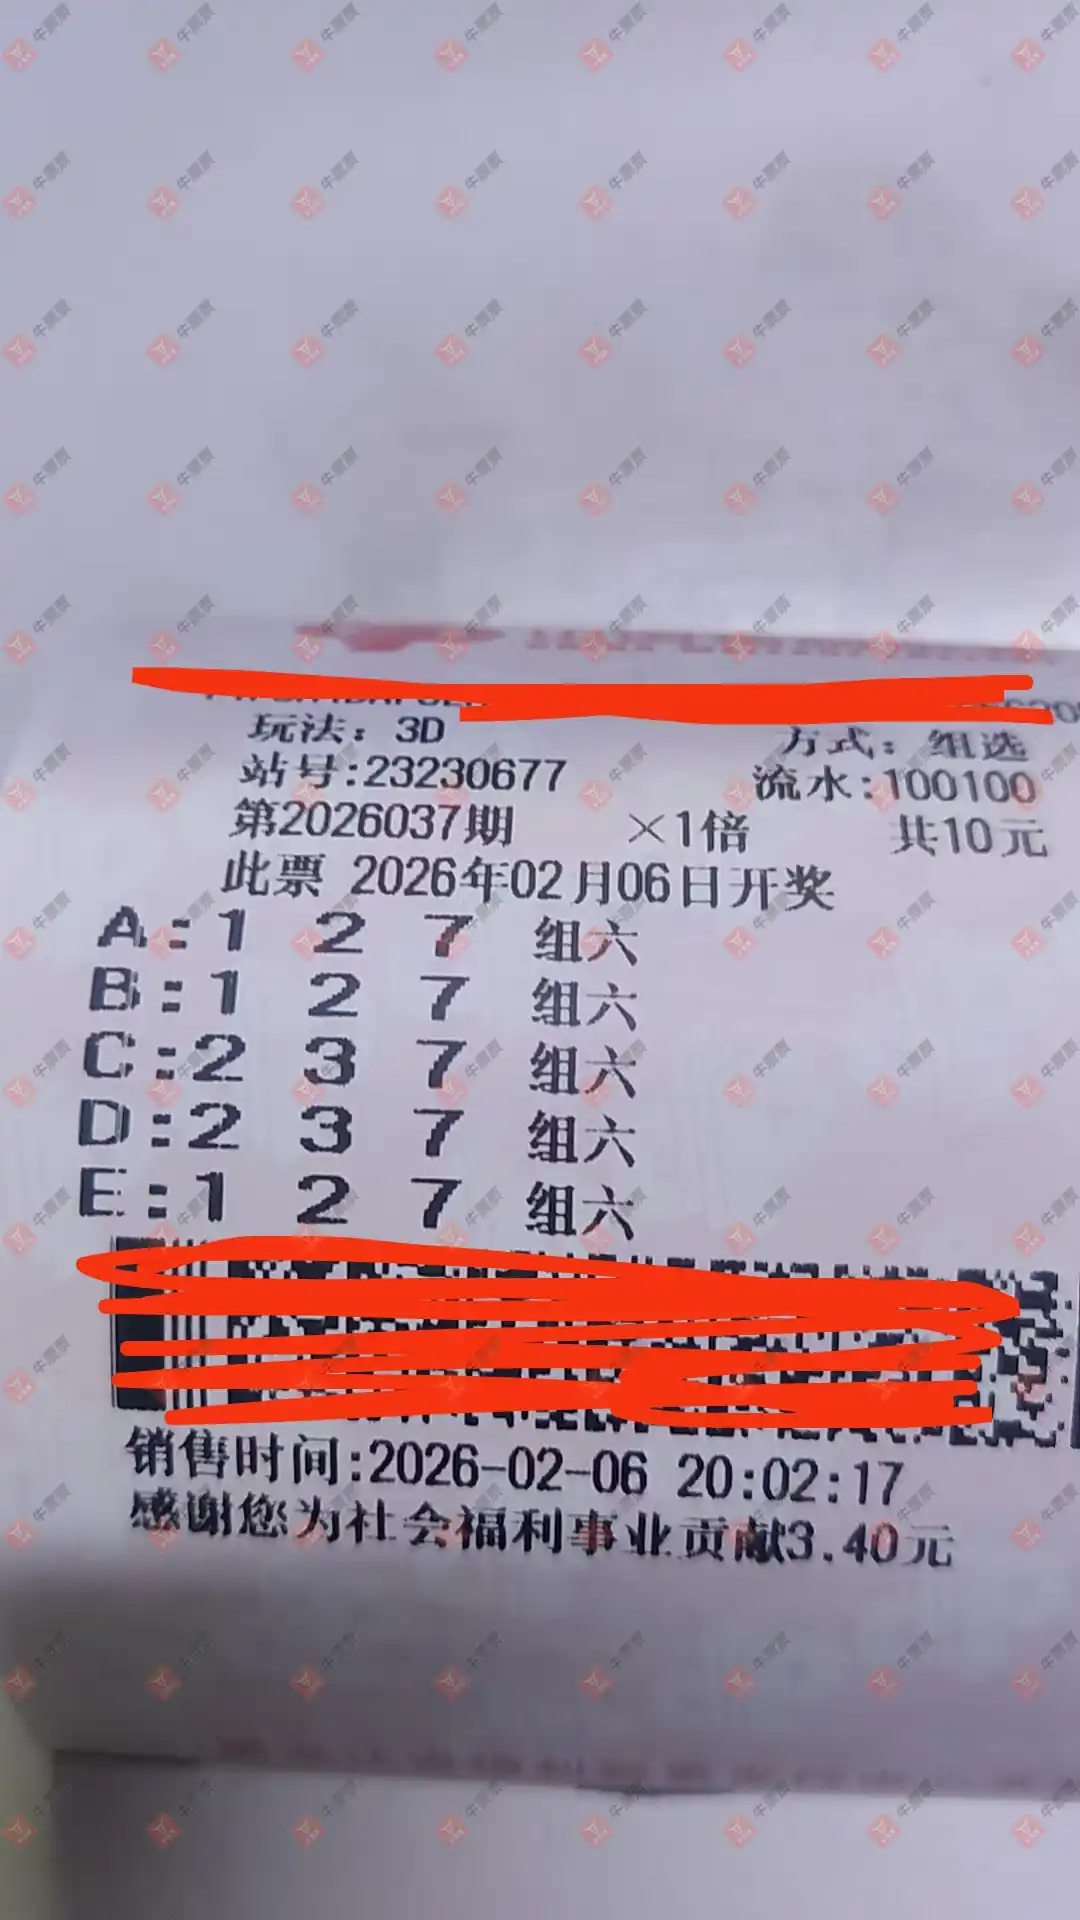 玩法：3D 方式：组选
站号:23230677 流水:100100
第2026037期 ×1倍 共10元
此票 2026年02月06日开奖
A:1 2 7 组六
B:1 2 7 组六
C:2 3 7 组六
D:2 3 7 组六
E:1 2 7 组六
销售时间:2026-02-06 20:02:17
感谢您为社会福利事业贡献3.40元